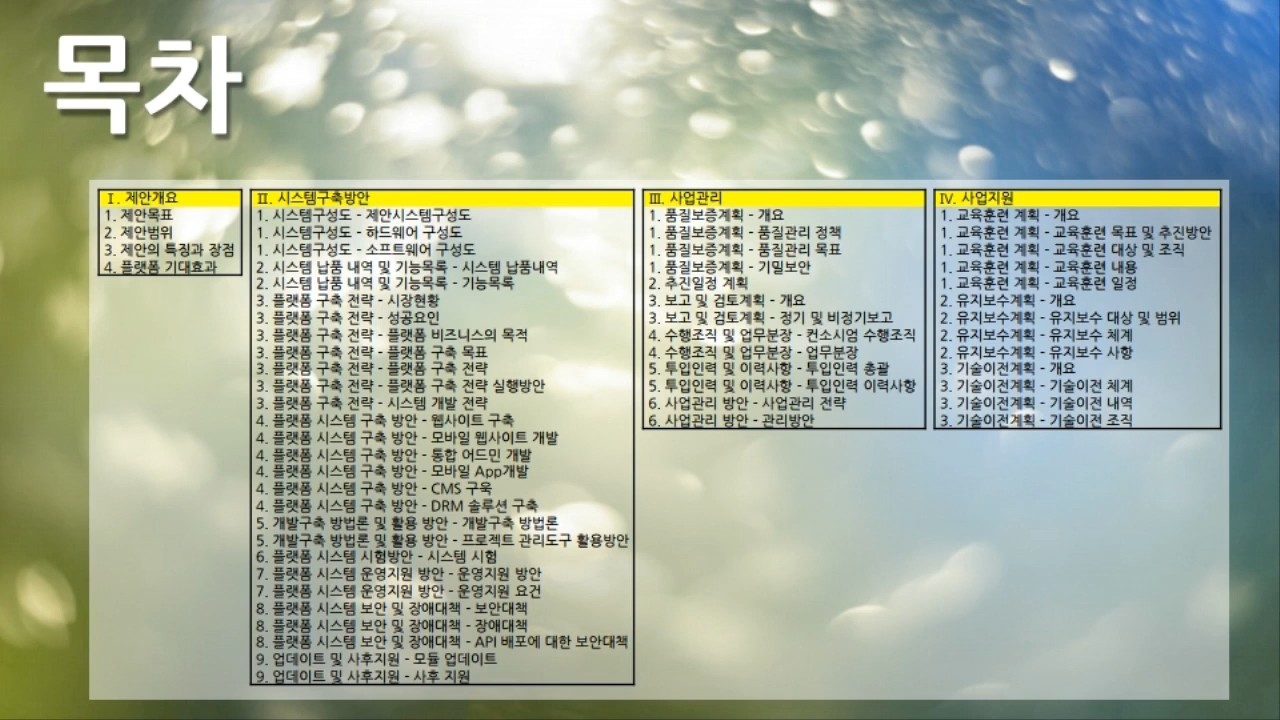 목차
Ⅰ. 제안개요
1. 제안목표
2. 제안범위
3. 제안의 특징과 장점
4. 플랫폼 기대효과
Ⅱ. 시스템구축방안
1. 시스템구성도 - 제안시스템구성도
1. 시스템구성도 - 하드웨어 구성도
1. 시스템구성도 - 소프트웨어 구성도
2. 시스템 납품 내역 및 기능목록 - 시스템 납품내역
2. 시스템 납품 내역 및 기능목록 - 기능목록
3. 플랫폼 구축 전략 - 시장현황
3. 플랫폼 구축 전략 - 성공요인
3. 플랫폼 구축 전략 - 플랫폼 비즈니스의 목적
3. 플랫폼 구축 전략 - 플랫폼 구축 목표
3. 플랫폼 구축 전략 - 플랫폼 구축 전략
3. 플랫폼 구축 전략 - 플랫폼 구축 전략 실행방안
3. 플랫폼 구축 전략 - 시스템 개발 전략
4. 플랫폼 시스템 구축 방안 - 웹사이트 구축
4. 플랫폼 시스템 구축 방안 - 모바일 웹사이트 개발
4. 플랫폼 시스템 구축 방안 - 통합 어드민 개발
4. 플랫폼 시스템 구축 방안 - 모바일 App개발
4. 플랫폼 시스템 구축 방안 - CMS 구욱
4. 플랫폼 시스템 구축 방안 - DRM 솔루션 구축
5. 개발구축 방법론 및 활용 방안 - 개발구축 방법론
5. 개발구축 방법론 및 활용 방안 - 프로젝트 관리도구 활용방안
6. 플랫폼 시스템 시험방안 - 시스템 시험
7. 플랫폼 시스템 운영지원 방안 - 운영지원 방안
7. 플랫폼 시스템 운영지원 방안 - 운영지원 요건
8. 플랫폼 시스템 보안 및 장애대책 - 보안대책
8. 플랫폼 시스템 보안 및 장애대책 - 장애대책
8. 플랫폼 시스템 보안 및 장애대책 - API 배포에 대한 보안대책
9. 업데이트 및 사후지원 - 모듈 업데이트
9. 업데이트 및 사후지원 - 사후 지원
Ⅲ. 사업관리
1. 품질보증계획 - 개요
1. 품질보증계획 - 품질관리 정책
1. 품질보증계획 - 품질관리 목표
1. 품질보증계획 - 기밀보안
2. 추진일정 계획
3. 보고 및 검토계획 - 개요
3. 보고 및 검토계획 - 정기 및 비정기보고
4. 수행조직 및 업무분장 - 컨소시엄 수행조직
4. 수행조직 및 업무분장 - 업무분장
5. 투입인력 및 이력사항 - 투입인력 총괄
5. 투입인력 및 이력사항 - 투입인력 이력사항
6. 사업관리 방안 - 사업관리 전략
6. 사업관리 방안 - 관리방안
Ⅳ. 사업지원
1. 교육훈련 계획 - 개요
1. 교육훈련 계획 - 교육훈련 목표 및 추진방안
1. 교육훈련 계획 - 교육훈련 대상 및 조직
1. 교육훈련 계획 - 교육훈련 내용
1. 교육훈련 계획 - 교육훈련 일정
2. 유지보수계획 - 개요
2. 유지보수계획 - 유지보수 대상 및 범위
2. 유지보수계획 - 유지보수 체계
2. 유지보수계획 - 유지보수 사항
3. 기술이전계획 - 개요
3. 기술이전계획 - 기술이전 체계
3. 기술이전계획 - 기술이전 내역
3. 기술이전계획 - 기술이전 조직